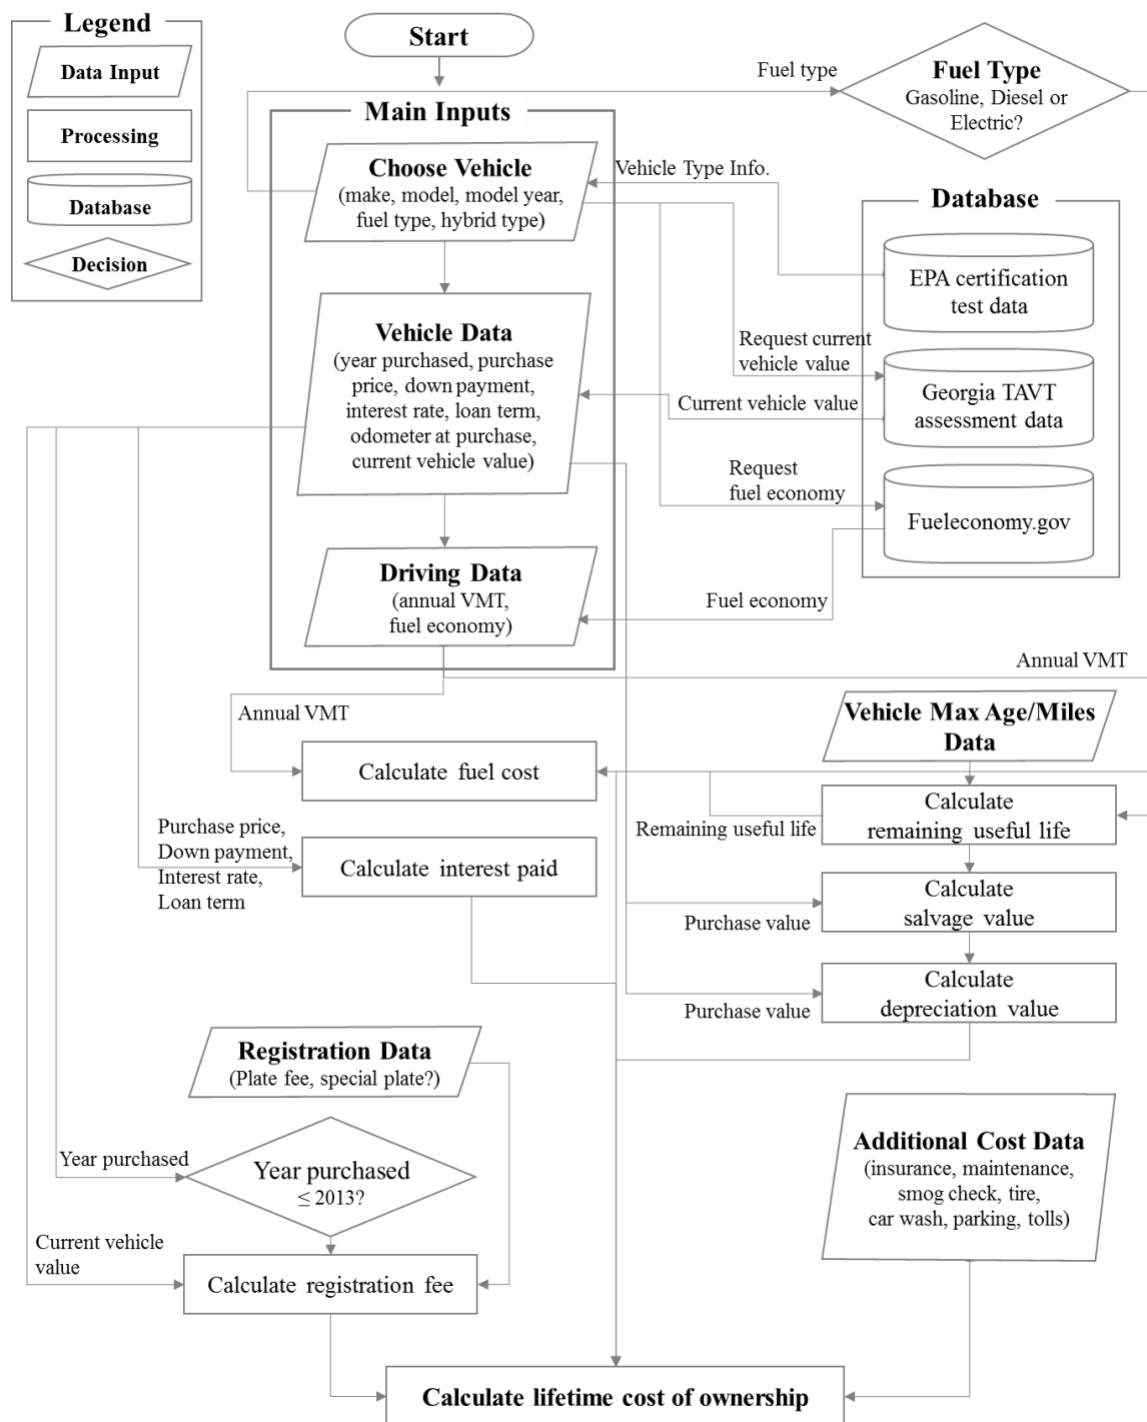 Legend
Data Input
Processing
Database
Decision
Start
Fuel type
Fuel Type
Gasoline, Diesel or
Electric?
Main Inputs
Choose Vehicle
(make, model, model year,
fuel type, hybrid type)
Vehicle Type Info.
Database
EPA certification
test data
Vehicle Data
(year purchased, purchase
price, down payment,
interest rate, loan term,
odometer at purchase,
current vehicle value)
Request current
vehicle value
Current vehicle value
Georgia TAVT
assessment data
Request
fuel economy
Fueleconomy.gov
Driving Data
(annual VMT,
fuel economy)
Fuel economy
Annual VMT
Annual VMT
Vehicle Max Age/Miles
Data
Calculate fuel cost
Calculate
remaining useful life
Remaining useful life
Purchase price,
Down payment,
Interest rate,
Loan term
Calculate interest paid
Purchase value
Calculate
salvage value
Purchase value
Calculate
depreciation value
Registration Data
(Plate fee, special plate?)
Year purchased
Year purchased
≤ 2013?
Additional Cost Data
(insurance, maintenance,
smog check, tire,
car wash, parking, tolls)
Current vehicle
value
Calculate registration fee
Calculate lifetime cost of ownership